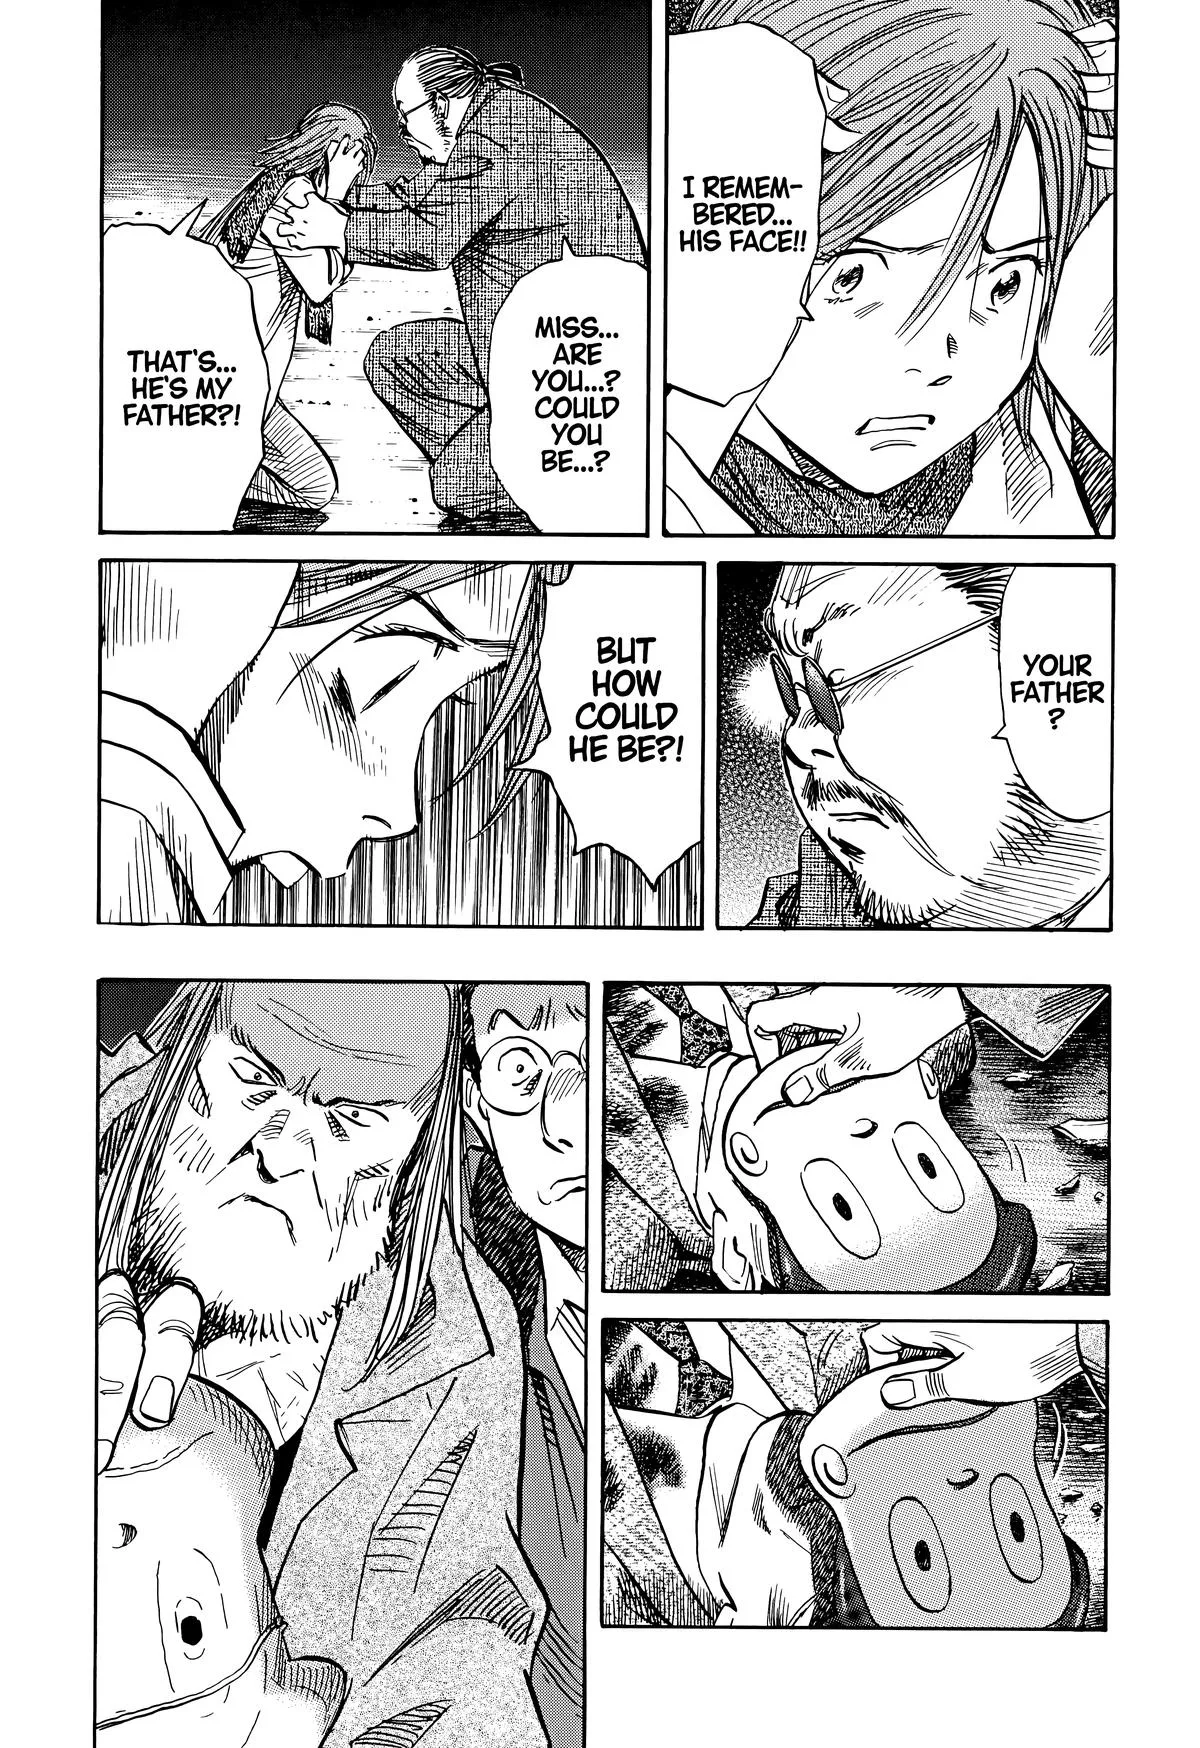 I REMEM-
BERED...
HIS FACE!!
MISS...
ARE
YOU...?
COULD
YOU
BE...?
THAT'S...
HE'S MY
FATHER?!
YOUR
FATHER
?
BUT
HOW
COULD
HE BE?!